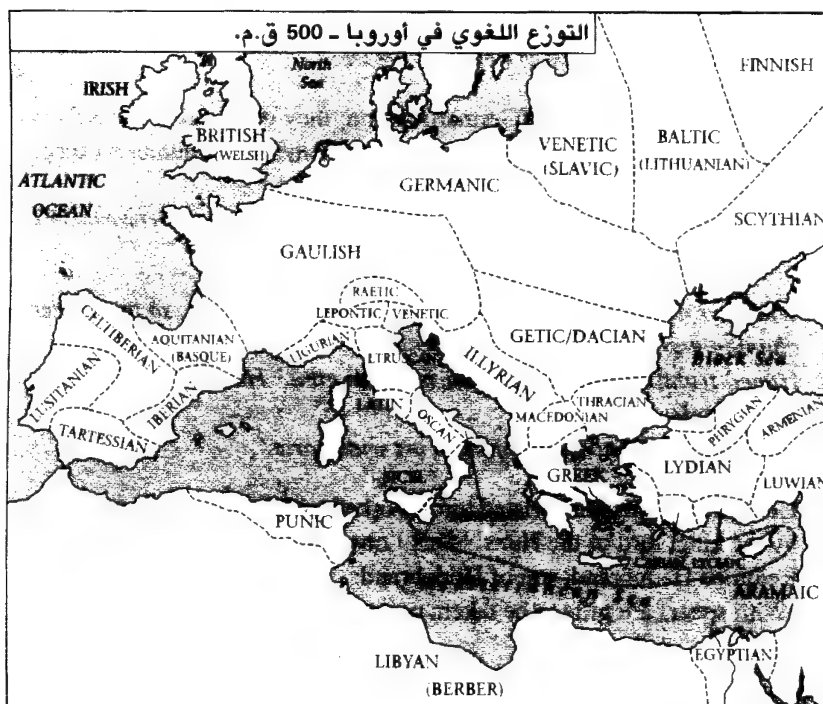 التوزع اللغوي في أوروبا ـ 500 ق.م.
North
Sea
FINNISH
IRISH
BRITISH
(WELSH)
VENETIC
(SLAVIC)
BALTIC
(LITHUANIAN)
ATLANTIC
OCEAN
GERMANIC
SCYTHIAN
GAULISH
RAETIC
LEPONTIC
VENETIC
CELTIBERIAN
AQUITANIAN
(BASQUE)
LIGURIAN
ETRUSCAN
ILLYRIAN
GETIC/DACIAN
Black Sea
LUSITANIAN
IBERIAN
LATIN
OSCAN
THRACIAN
MACEDONIAN
PHRYGIAN
ARMENIAN
TARTESSIAN
GREEK
LYDIAN
LUWIAN
PUNIC
ARAMAIC
LIBYAN
(BERBER)
EGYPTIAN